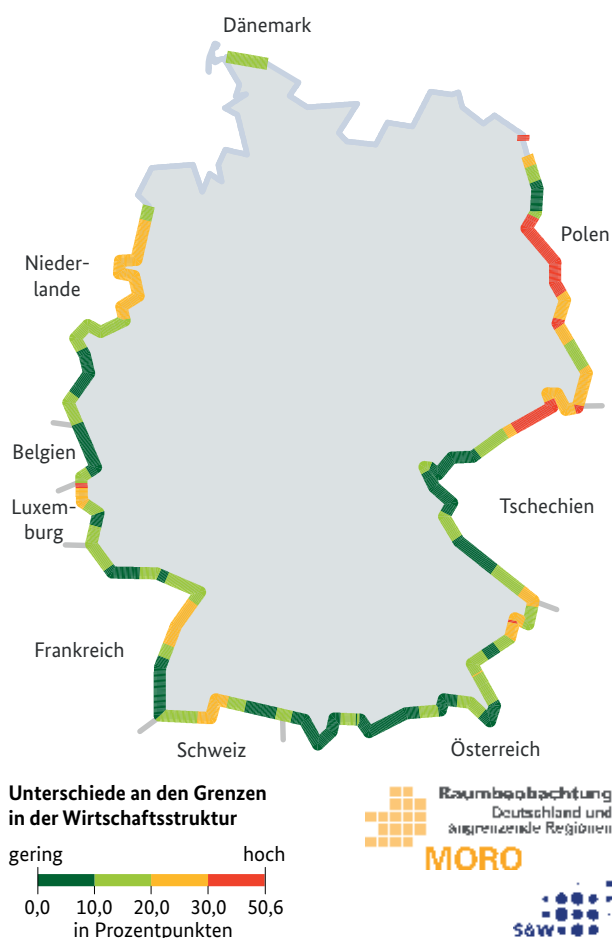 Dänemark
Polen
Nieder-
lande
Belgien
Luxem-
burg
Tschechien
Frankreich
Schweiz
Österreich
Unterschiede an den Grenzen
in der Wirtschaftsstruktur
gering hoch
0,0 10,0 20,0 30,0 50,6
in Prozentpunkten
Raumbeobachtung
Deutschland und
angrenzende Regionen
MORO
S&W